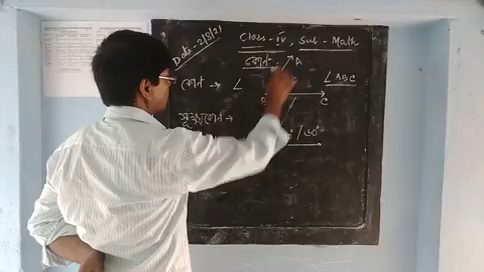 Date - 2/8/21
Class - IV, Sub - Math
কোন -
A
কোন → ∠
∠ABC
B C
সূক্ষ্মকোন →
° / 60°